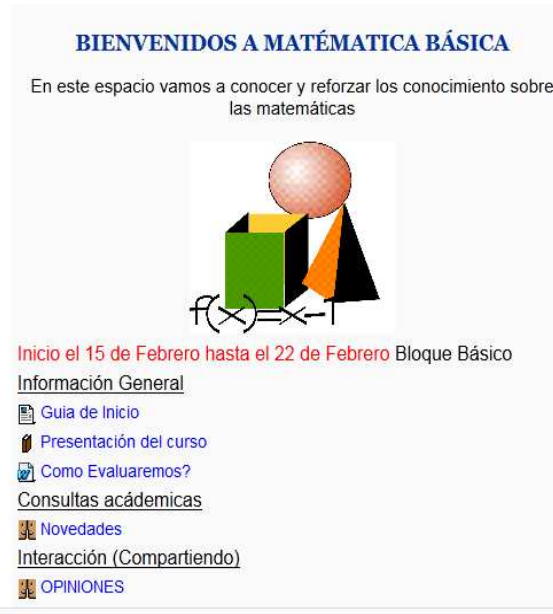 BIENVENIDOS A MATÉMATICA BÁSICA
En este espacio vamos a conocer y reforzar los conocimiento sobre
las matemáticas
f(x)=x-1
Inicio el 15 de Febrero hasta el 22 de Febrero Bloque Básico
Información General
Guia de Inicio
Presentación del curso
Como Evaluaremos?
Consultas acádemicas
Novedades
Interacción (Compartiendo)
OPINIONES